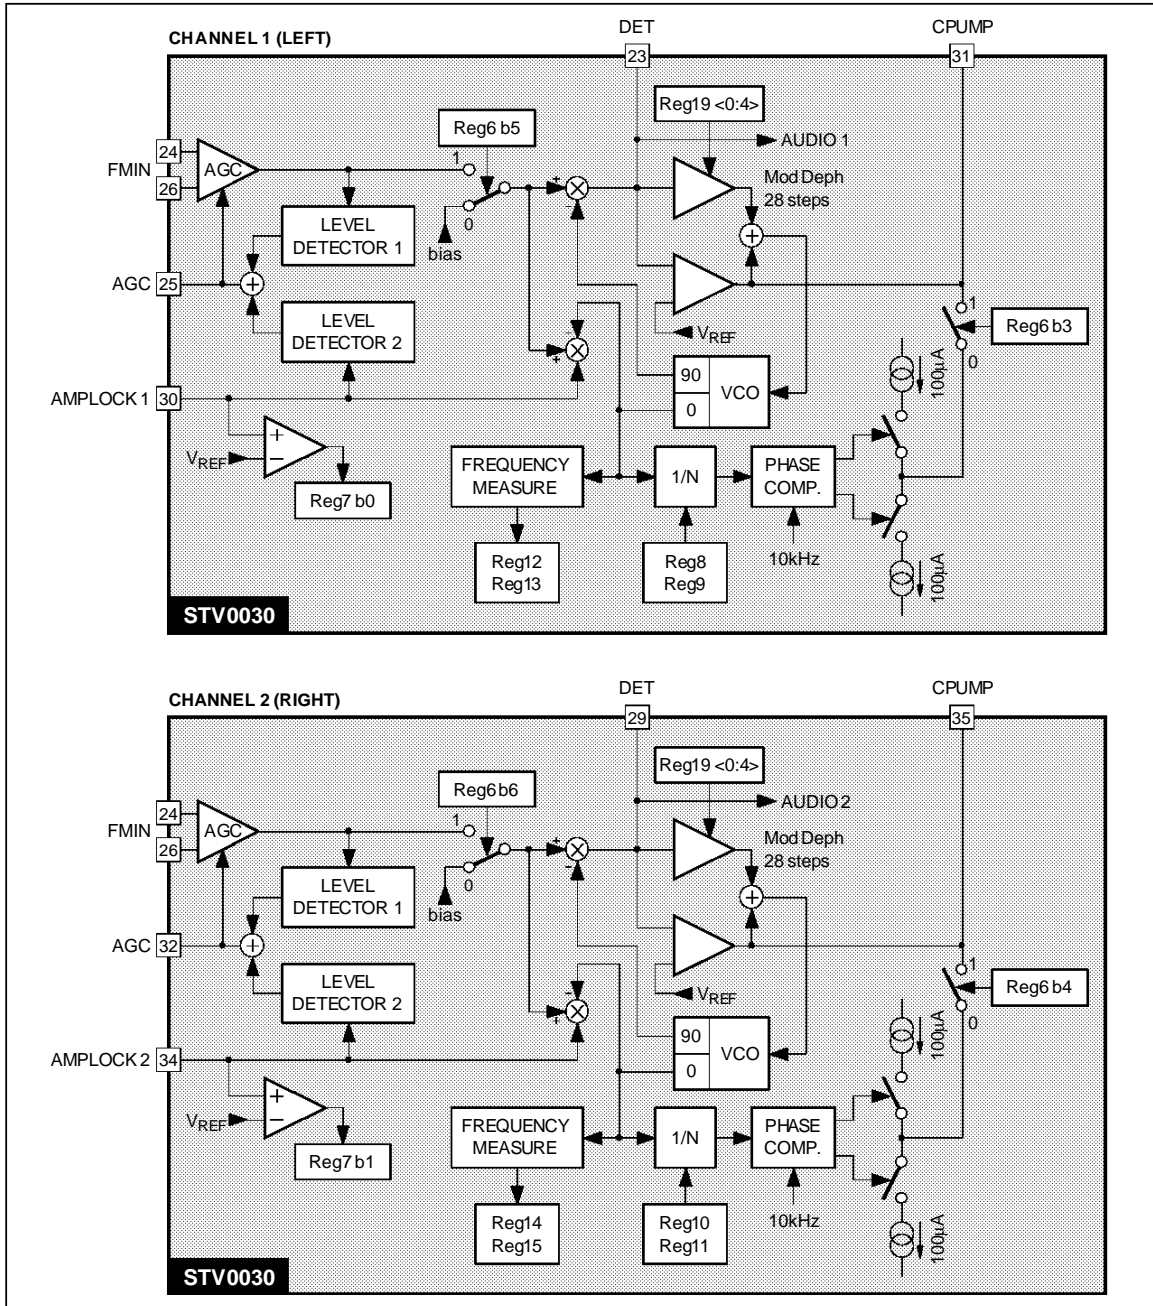 CHANNEL 1 (LEFT)
DET
CPUMP
23
31
Reg19 <0:4>
Reg6 b5
AUDIO 1
24
FMIN
AGC
26
1
0
bias
+
-
Mod Deph
28 steps
LEVEL
DETECTOR 1
AGC
25
LEVEL
DETECTOR 2
-
+
VREF
1
Reg6 b3
0
100µA
90
VCO
0
AMPLOCK 1
30
+
VREF
-
Reg7 b0
FREQUENCY
MEASURE
1/N
PHASE
COMP.
Reg12
Reg13
Reg8
Reg9
10kHz
100µA
STV0030
CHANNEL 2 (RIGHT)
DET
CPUMP
29
35
Reg19 <0:4>
Reg6 b6
AUDIO 2
24
FMIN
AGC
26
1
0
bias
+
-
Mod Deph
28 steps
LEVEL
DETECTOR 1
AGC
32
LEVEL
DETECTOR 2
-
+
VREF
1
Reg6 b4
0
100µA
90
VCO
0
AMPLOCK 2
34
+
VREF
-
Reg7 b1
FREQUENCY
MEASURE
1/N
PHASE
COMP.
Reg14
Reg15
Reg10
Reg11
10kHz
100µA
STV0030